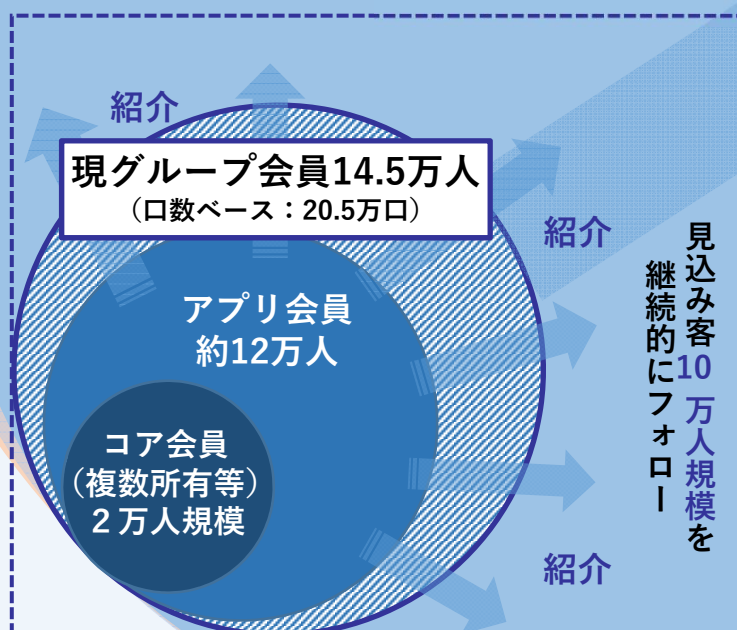 紹介
現グループ会員14.5万人
（口数ベース：20.5万口）
紹介
アプリ会員
約12万人
コア会員
（複数所有等）
２万人規模
紹介
見込み客10万人規模を
継続的にフォロー